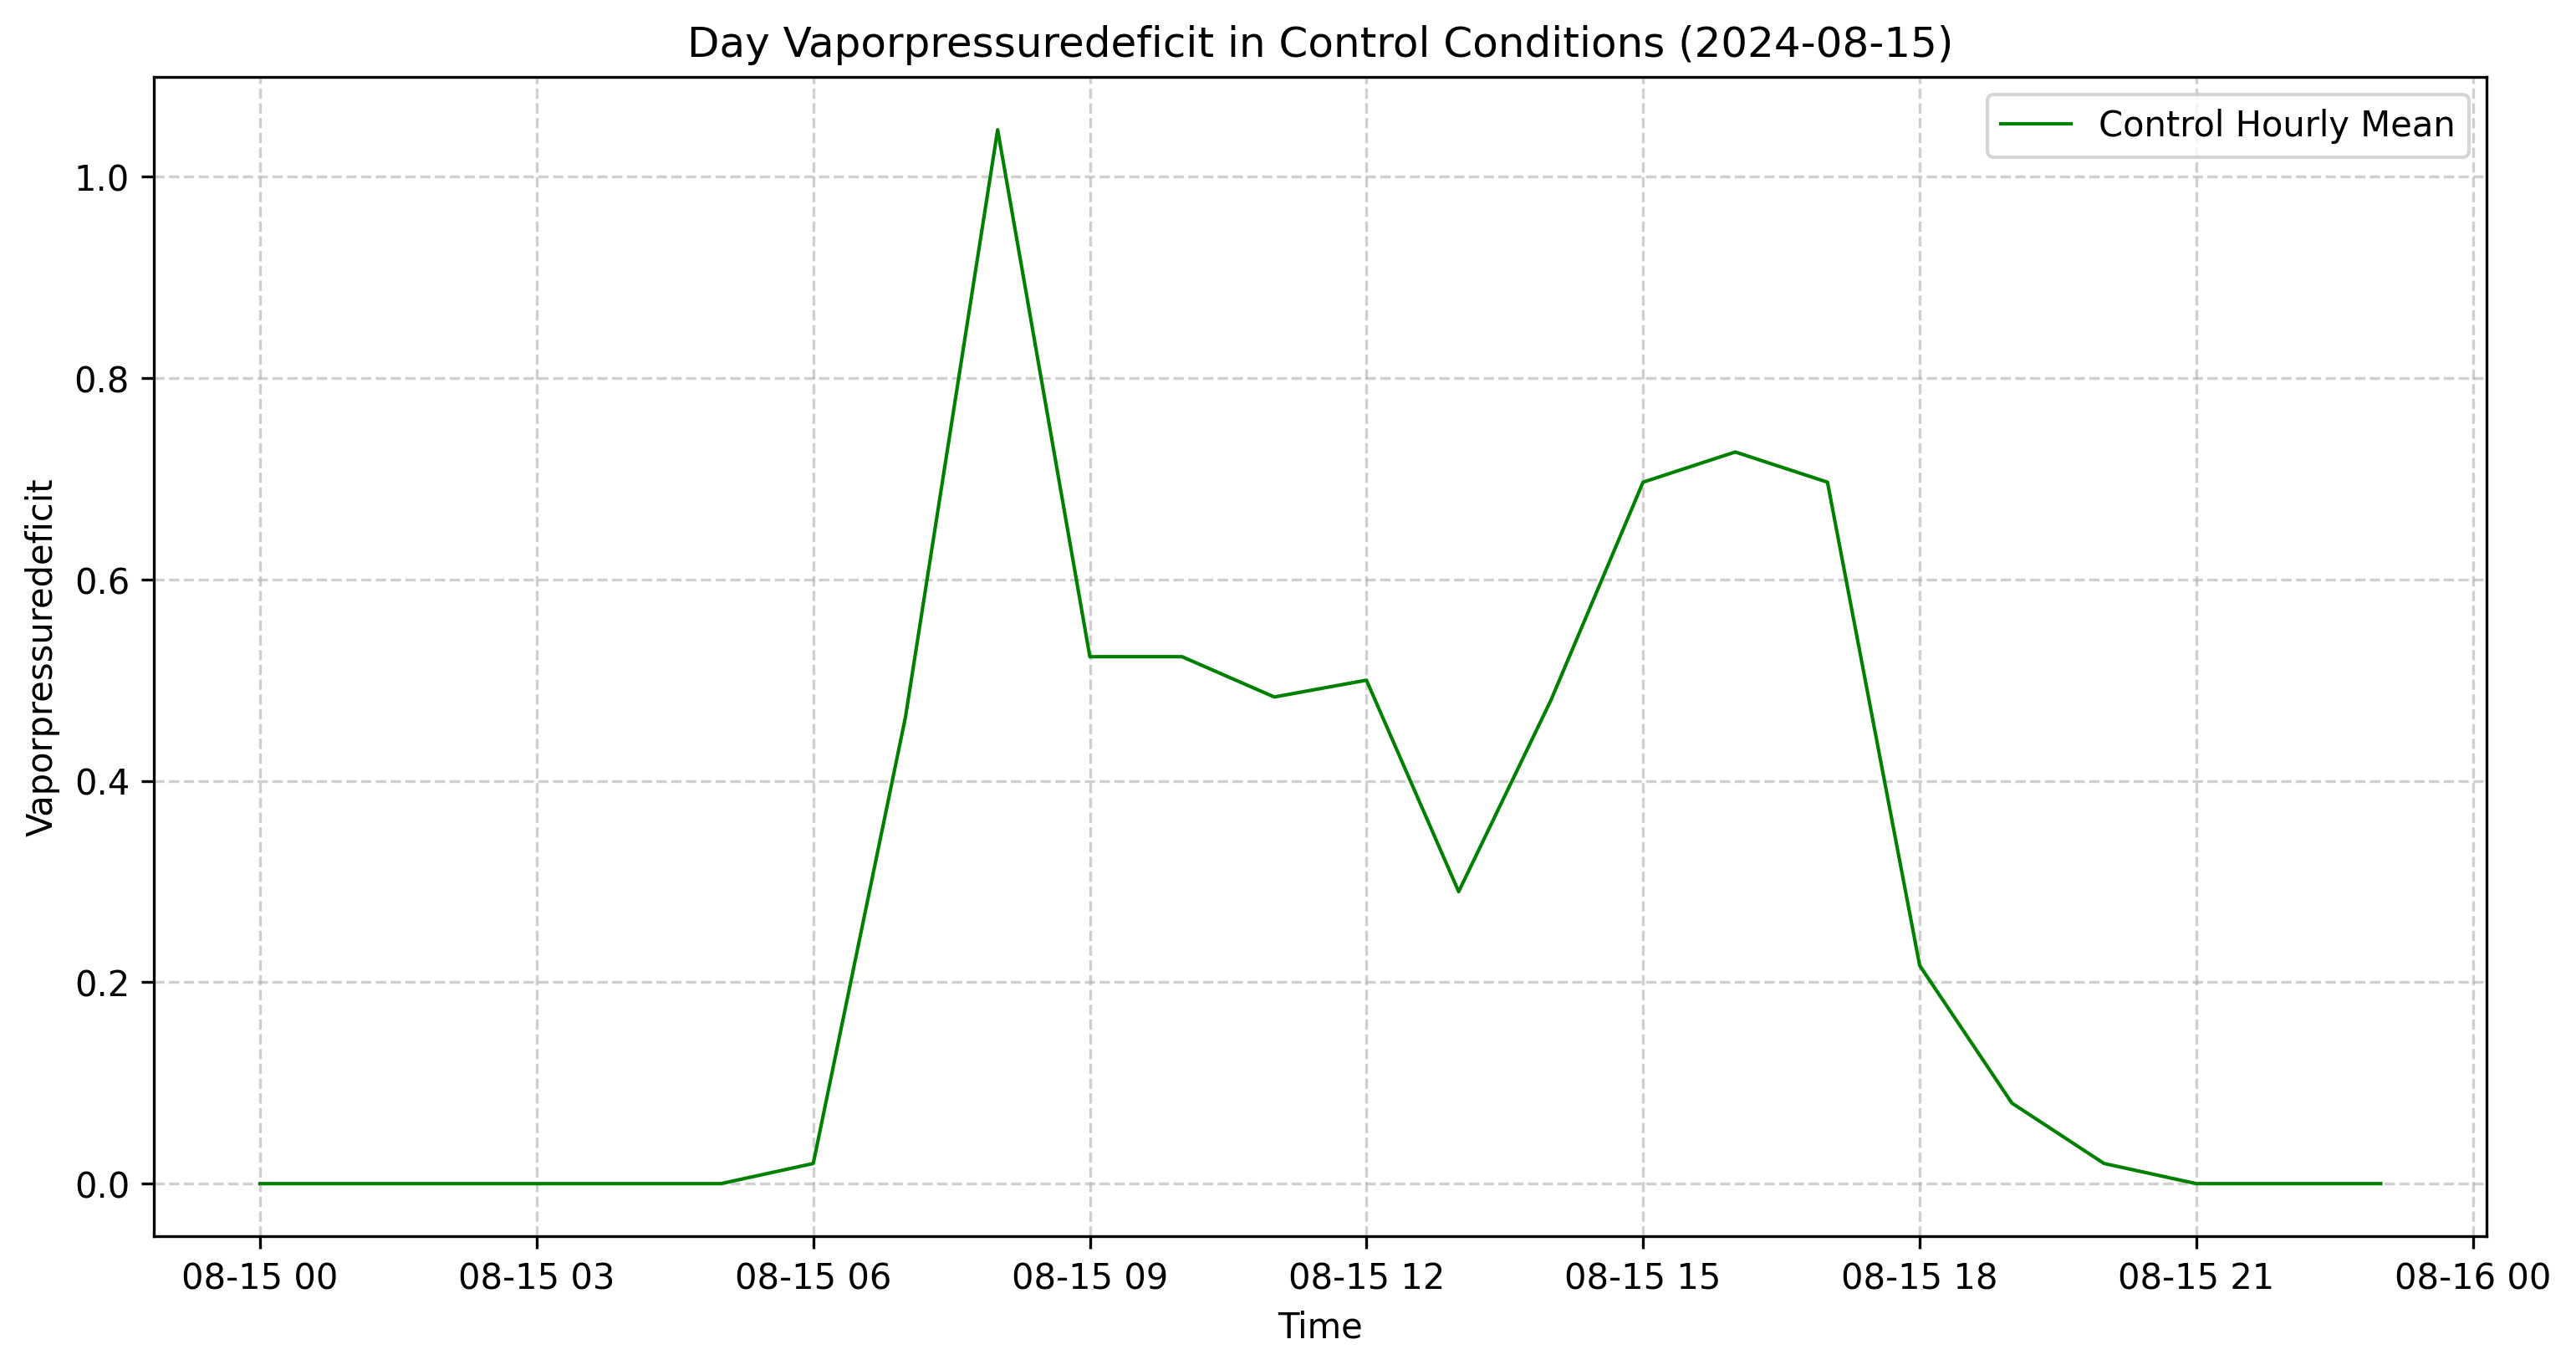 Day Vaporpressuredeficit in Control Conditions (2024-08-15)
Control Hourly Mean
1.0
0.8
0.6
0.4
0.2
0.0
Vaporpressuredeficit
08-15 00 08-15 03 08-15 06 08-15 09 08-15 12 08-15 15 08-15 18 08-15 21 08-16 00
Time